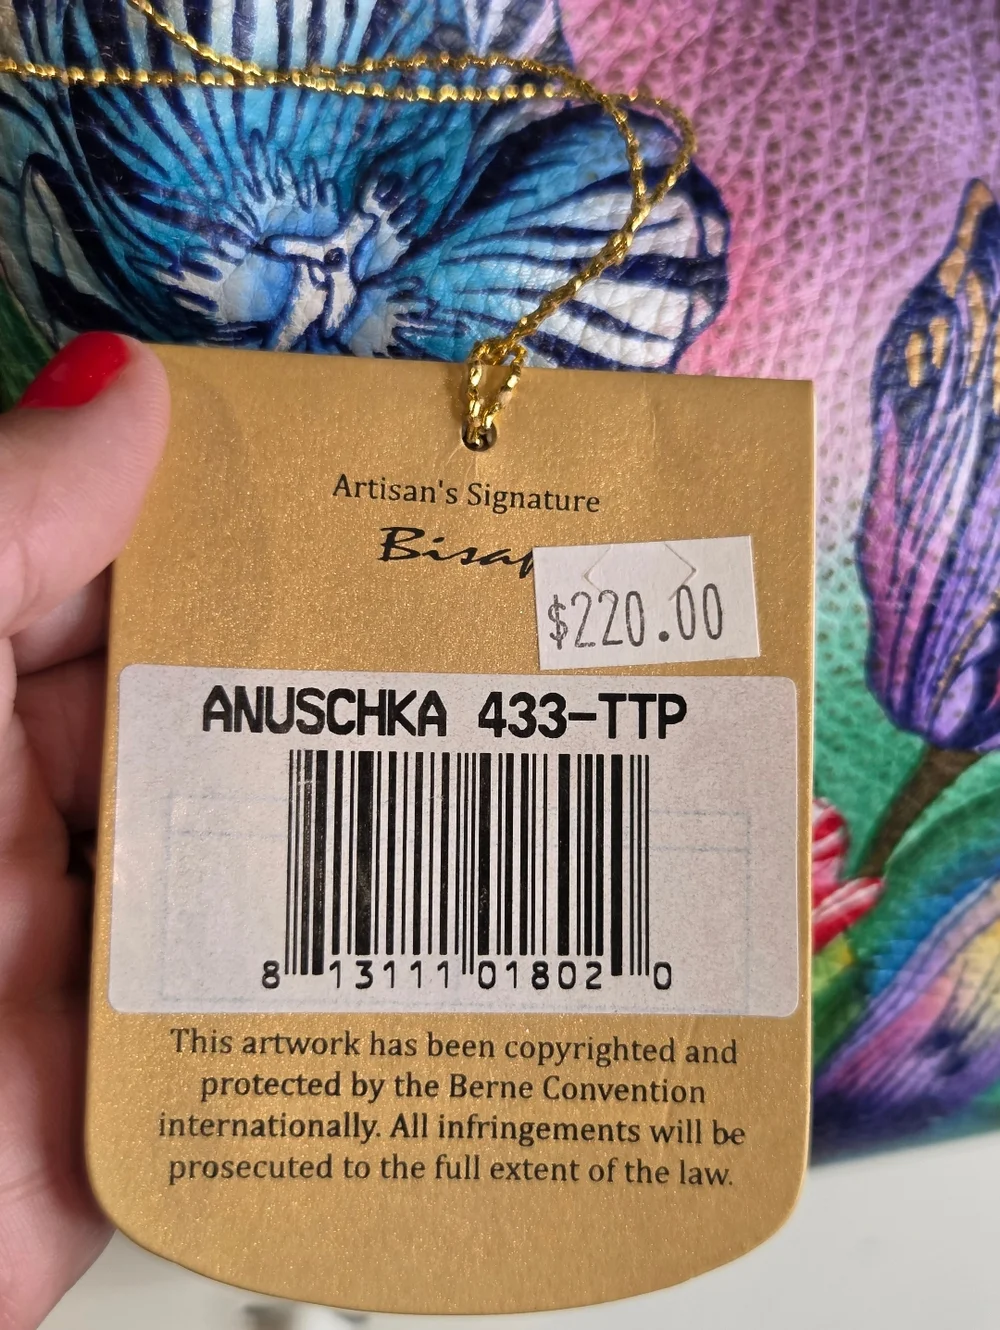 Artisan's Signature
$220.00
ANUSCHKA 433-TTP
8 13111 01802 0
This artwork has been copyrighted and
protected by the Berne Convention
internationally. All infringements will be
prosecuted to the full extent of the law.